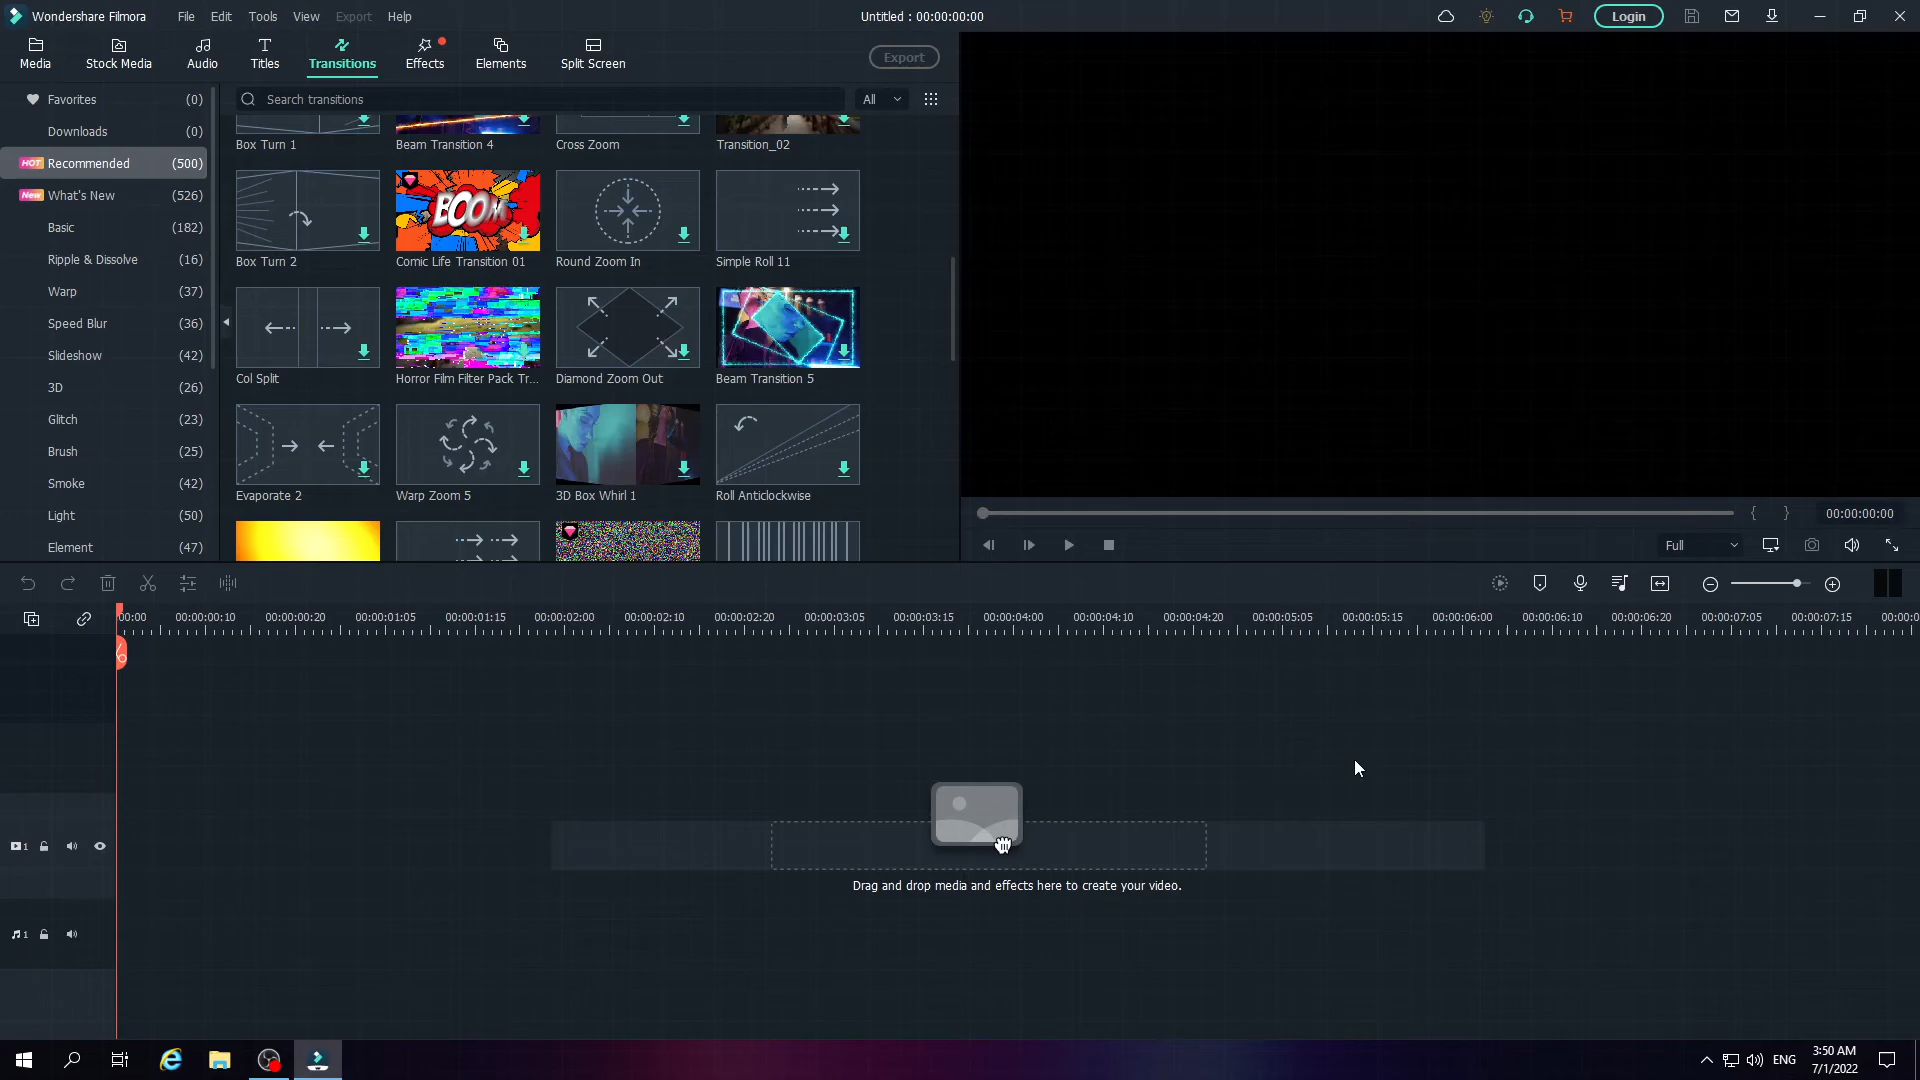 Wondershare Filmora File Edit Tools View Export Help Untitled : 00:00:00:00 Login
Media Stock Media Audio Titles Transitions Effects Elements Split Screen Export
Favorites (0)
Downloads (0)
HOT Recommended (500)
New What's New (526)
Basic (182)
Ripple & Dissolve (16)
Warp (37)
Speed Blur (36)
Slideshow (42)
3D (26)
Glitch (23)
Brush (25)
Smoke (42)
Light (50)
Element (47)
Search transitions All
Box Turn 1 Beam Transition 4 Cross Zoom Transition_02
BOOM
Box Turn 2 Comic Life Transition 01 Round Zoom In Simple Roll 11
Col Split Horror Film Filter Pack Tr... Diamond Zoom Out Beam Transition 5
Evaporate 2 Warp Zoom 5 3D Box Whirl 1 Roll Anticlockwise
{ } 00:00:00:00
Full
00:00 00:00:00:10 00:00:00:20 00:00:01:05 00:00:01:15 00:00:02:00 00:00:02:10 00:00:02:20 00:00:03:05 00:00:03:15 00:00:04:00 00:00:04:10 00:00:04:20 00:00:05:05 00:00:05:15 00:00:06:00 00:00:06:10 00:00:06:20 00:00:07:05 00:00:07:15 00:00:0
1
Drag and drop media and effects here to create your video.
1
ENG 3:50 AM
7/1/2022